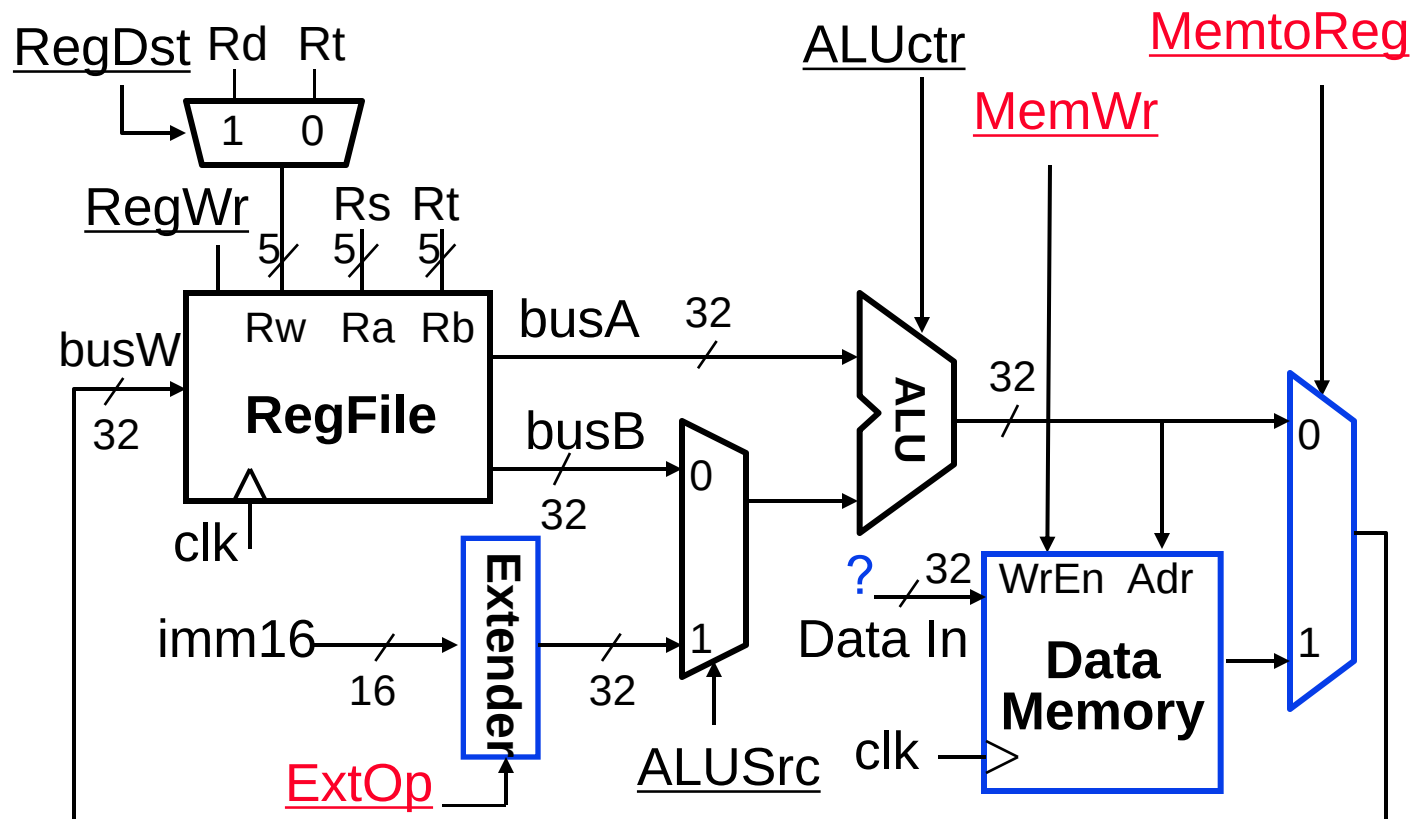 RegDst Rd Rt
ALUctr
MemtoReg
MemWr
1 0
RegWr
Rs Rt
5 5 5
busW
32
Rw Ra Rb
RegFile
clk
busA 32
busB
32
0
1
imm16
16
Extender
32
ExtOp
ALUSrc
ALU
32
? 32
Data In
WrEn Adr
Data
Memory
clk
0
1